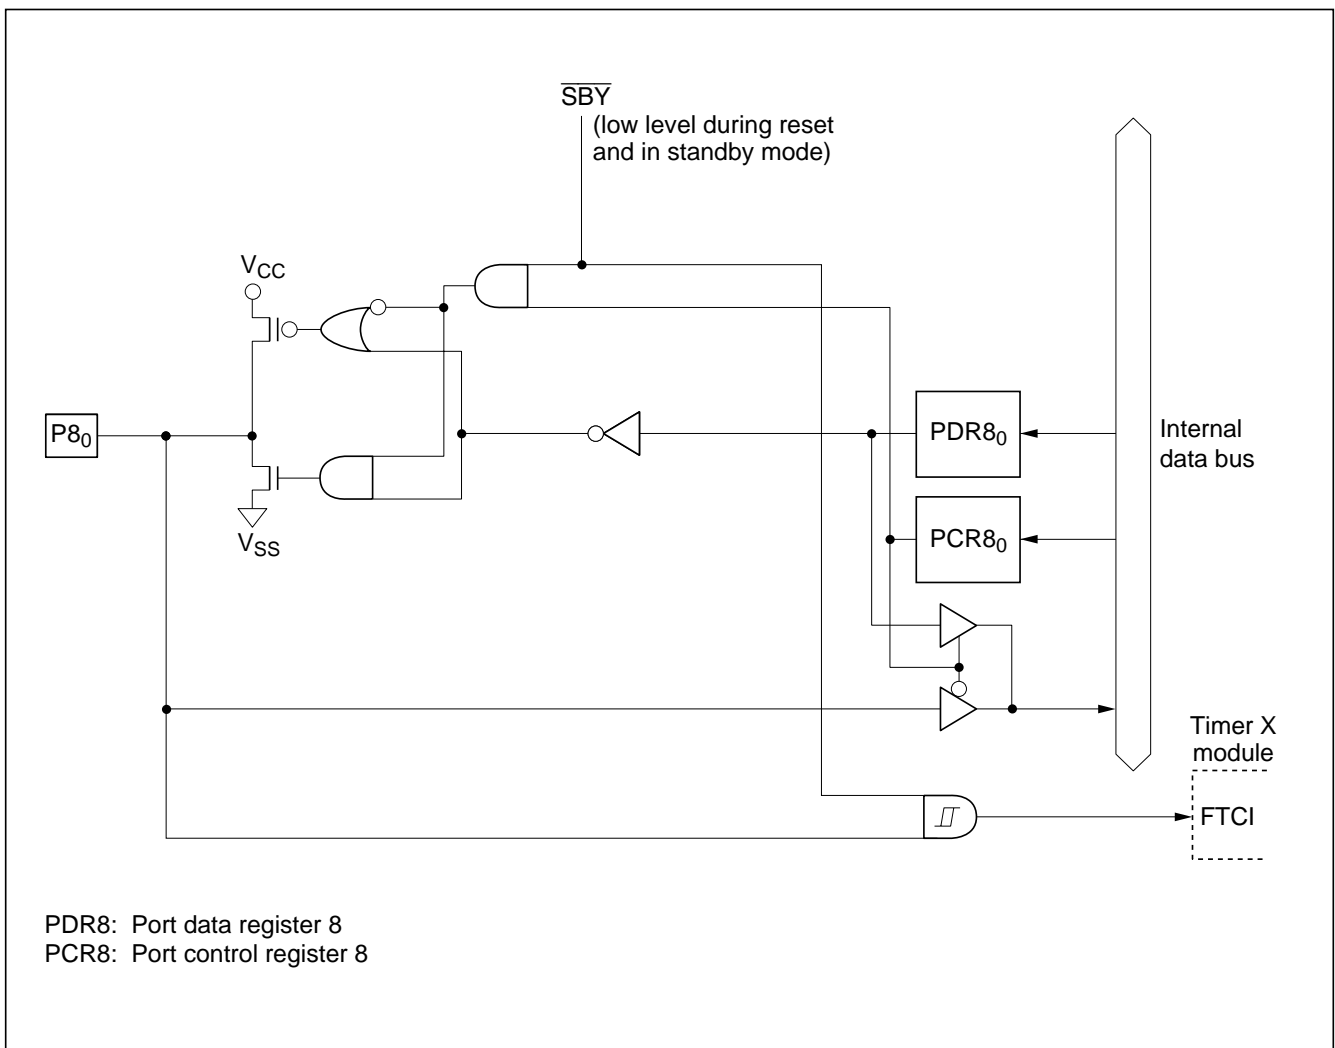 SBY
(low level during reset
and in standby mode)
VCC
P80
VSS
PDR80
PCR80
Internal
data bus
Timer X
module
FTCI
PDR8: Port data register 8
PCR8: Port control register 8